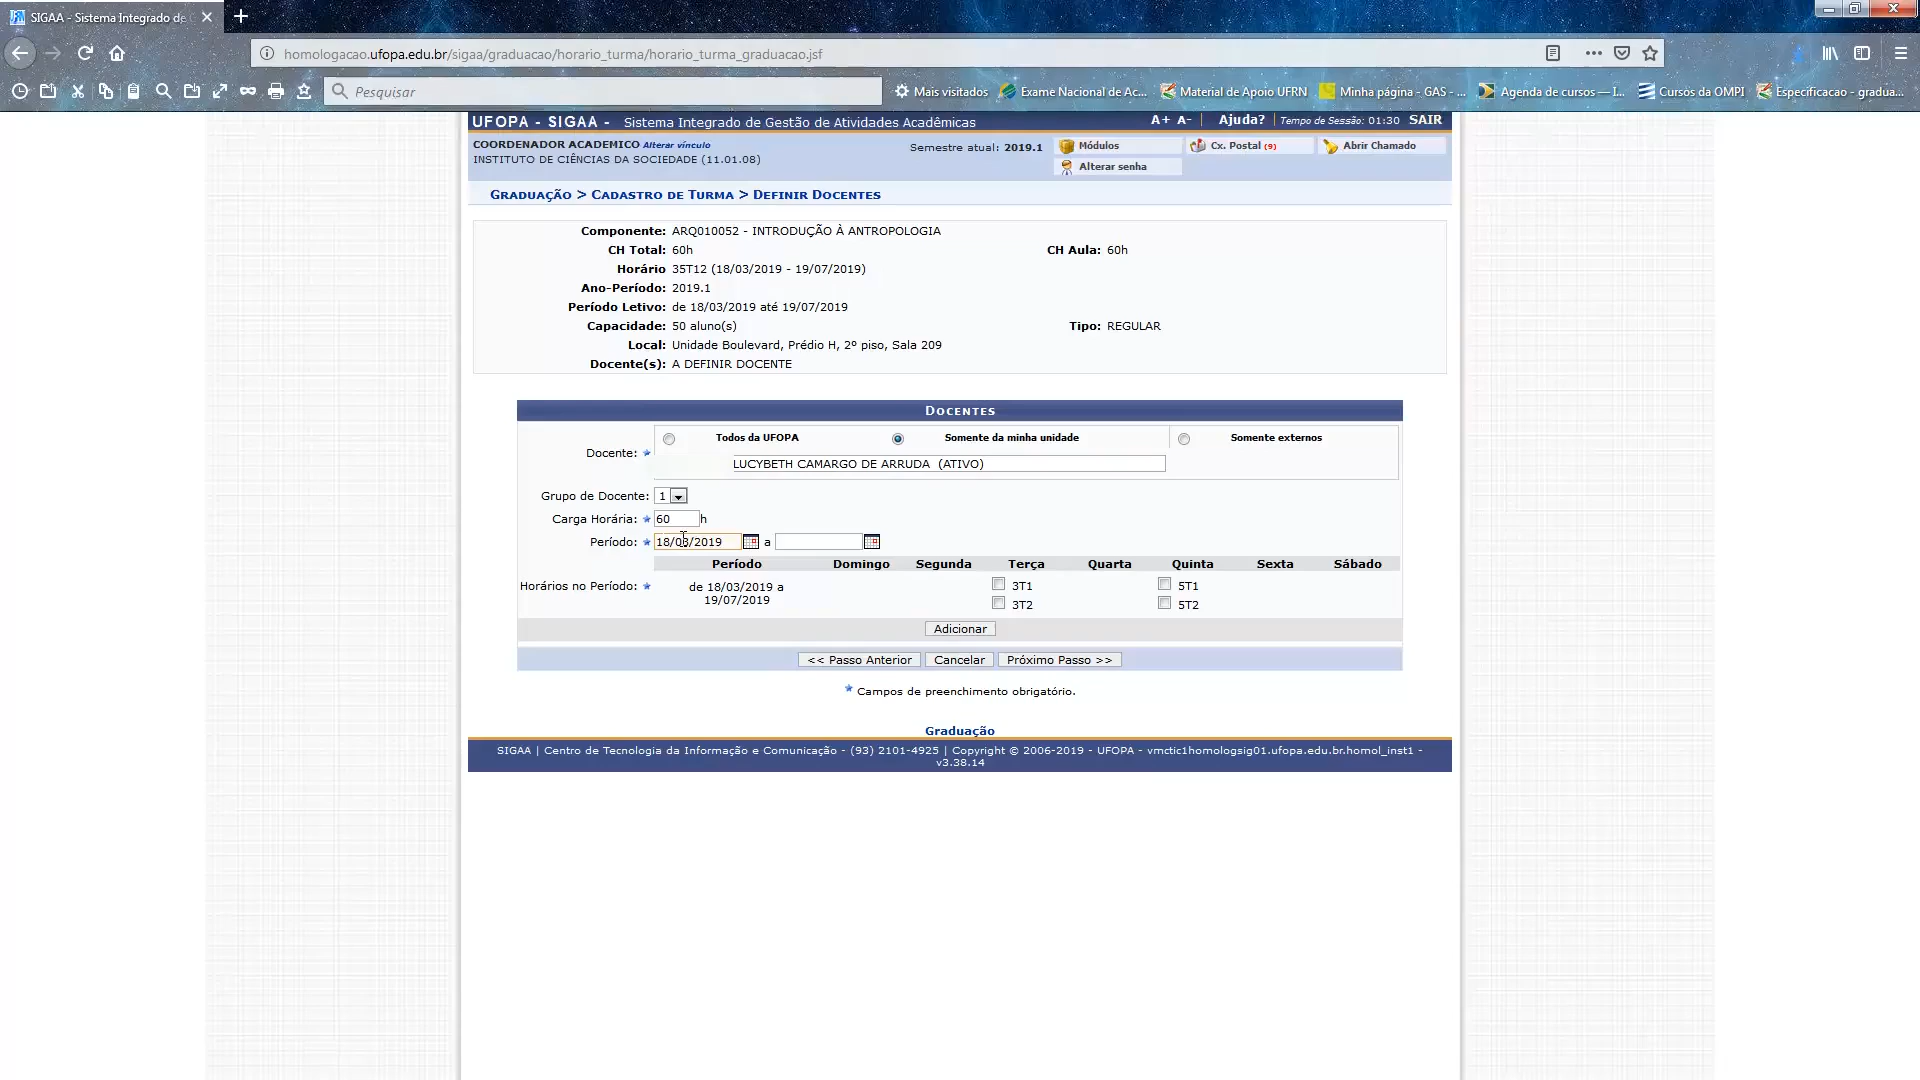 SIGAA - Sistema Integrado de
homologacao.ufopa.edu.br/sigaa/graduacao/horario_turma/horario_turma_graduacao.jsf
Pesquisar
Mais visitados
Exame Nacional de Ac...
Material de Apoio UFRN
Minha página - GAS - ...
Agenda de cursos — I...
Cursos da OMPI
Especificacao - gradua...
UFOPA - SIGAA - Sistema Integrado de Gestão de Atividades Acadêmicas
A+ A- | Ajuda? | Tempo de Sessão: 01:30 SAIR
COORDENADOR ACADEMICO Alterar vínculo
INSTITUTO DE CIÊNCIAS DA SOCIEDADE (11.01.08)
Semestre atual: 2019.1
Módulos
Cx. Postal (9)
Abrir Chamado
Alterar senha
GRADUAÇÃO > CADASTRO DE TURMA > DEFINIR DOCENTES
Componente: ARQ010052 - INTRODUÇÃO À ANTROPOLOGIA
CH Total: 60h CH Aula: 60h
Horário 35T12 (18/03/2019 - 19/07/2019)
Ano-Período: 2019.1
Período Letivo: de 18/03/2019 até 19/07/2019
Capacidade: 50 aluno(s) Tipo: REGULAR
Local: Unidade Boulevard, Prédio H, 2º piso, Sala 209
Docente(s): A DEFINIR DOCENTE
DOCENTES
Todos da UFOPA Somente da minha unidade Somente externos
Docente:
LUCYBETH CAMARGO DE ARRUDA (ATIVO)
Grupo de Docente: 1
Carga Horária: 60 h
Período: 18/03/2019 a
Período Domingo Segunda Terça Quarta Quinta Sexta Sábado
Horários no Período: de 18/03/2019 a 3T1 5T1
19/07/2019 3T2 5T2
Adicionar
<< Passo Anterior Cancelar Próximo Passo >>
Campos de preenchimento obrigatório.
Graduação
SIGAA | Centro de Tecnologia da Informação e Comunicação - (93) 2101-4925 | Copyright © 2006-2019 - UFOPA - vmctic1homologsig01.ufopa.edu.br.homol_inst1 -
v3.38.14